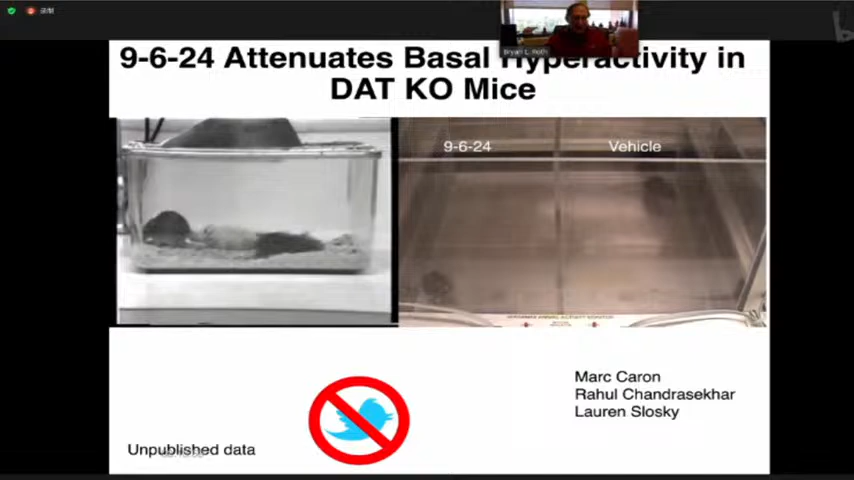 Bryan L. Roth
9-6-24 Attenuates Basal Hyperactivity in
DAT KO Mice
9-6-24
Vehicle
Marc Caron
Rahul Chandrasekhar
Lauren Slosky
Unpublished data